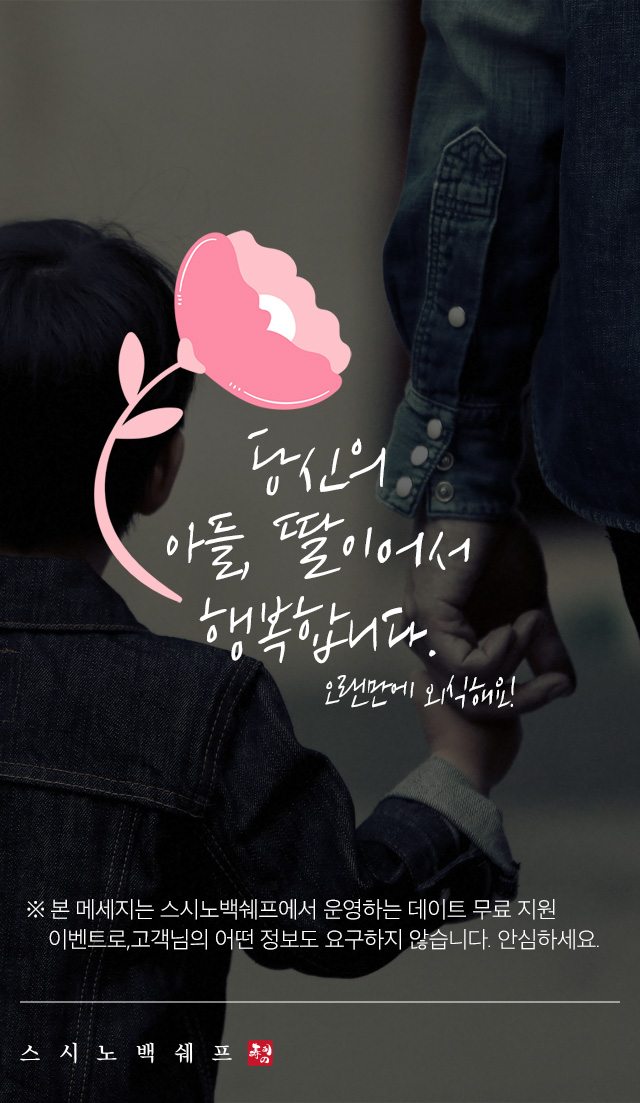 당신의
아들, 딸이어서
행복합니다.
오랜만에 외식해요!
※ 본 메세지는 스시노백쉐프에서 운영하는 데이트 무료 지원
이벤트로,고객님의 어떤 정보도 요구하지 않습니다. 안심하세요.
스시노백쉐프